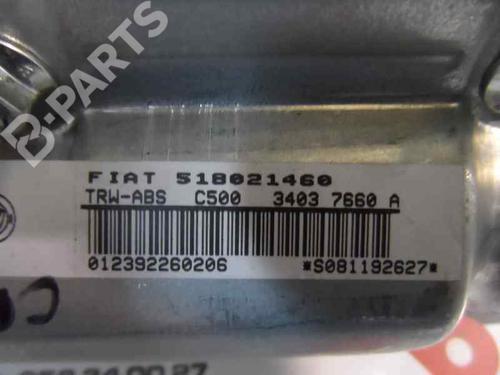 B-PARTS
FIAT 518021460
TRW-ABS C500 3403 7660 A
012392260206 *S081192627*